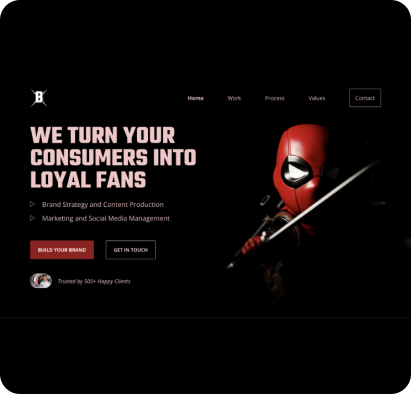 B
Home Work Process Values Contact
WE TURN YOUR
CONSUMERS INTO
LOYAL FANS
Brand Strategy and Content Production
Marketing and Social Media Management
BUILD YOUR BRAND GET IN TOUCH
Trusted by 500+ Happy Clients